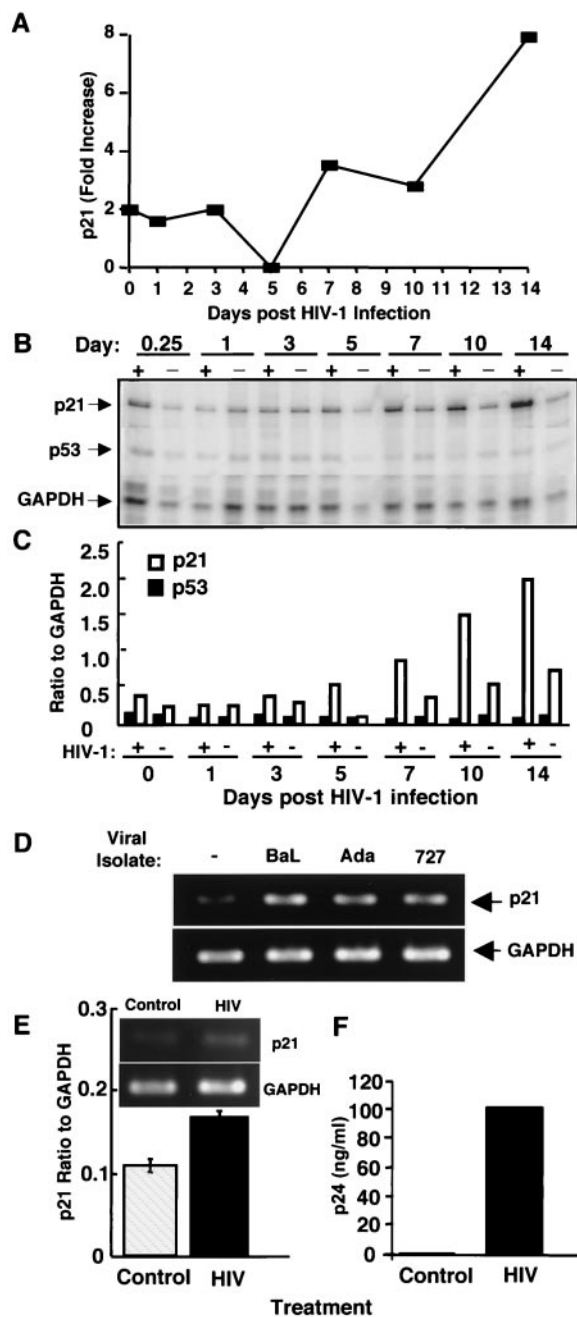 A
p21 (Fold Increase)
8
6
4
2
0
0 1 2 3 4 5 6 7 8 9 10 11 12 13 14
Days post HIV-1 Infection
B
Day: 0.25 1 3 5 7 10 14
+ − + − + − + − + − + − + −
p21
p53
GAPDH
C
Ratio to GAPDH
2.5
2.0
1.5
1.0
0.5
0
p21
p53
HIV-1: + - + - + - + - + - + - + -
0 1 3 5 7 10 14
Days post HIV-1 infection
D
Viral
Isolate: - BaL Ada 727
p21
GAPDH
E
p21 Ratio to GAPDH
0.3
0.2
0.1
0
Control HIV
p21
GAPDH
Control HIV
F
p24 (ng/ml)
120
100
80
60
40
20
0
Control HIV
Treatment